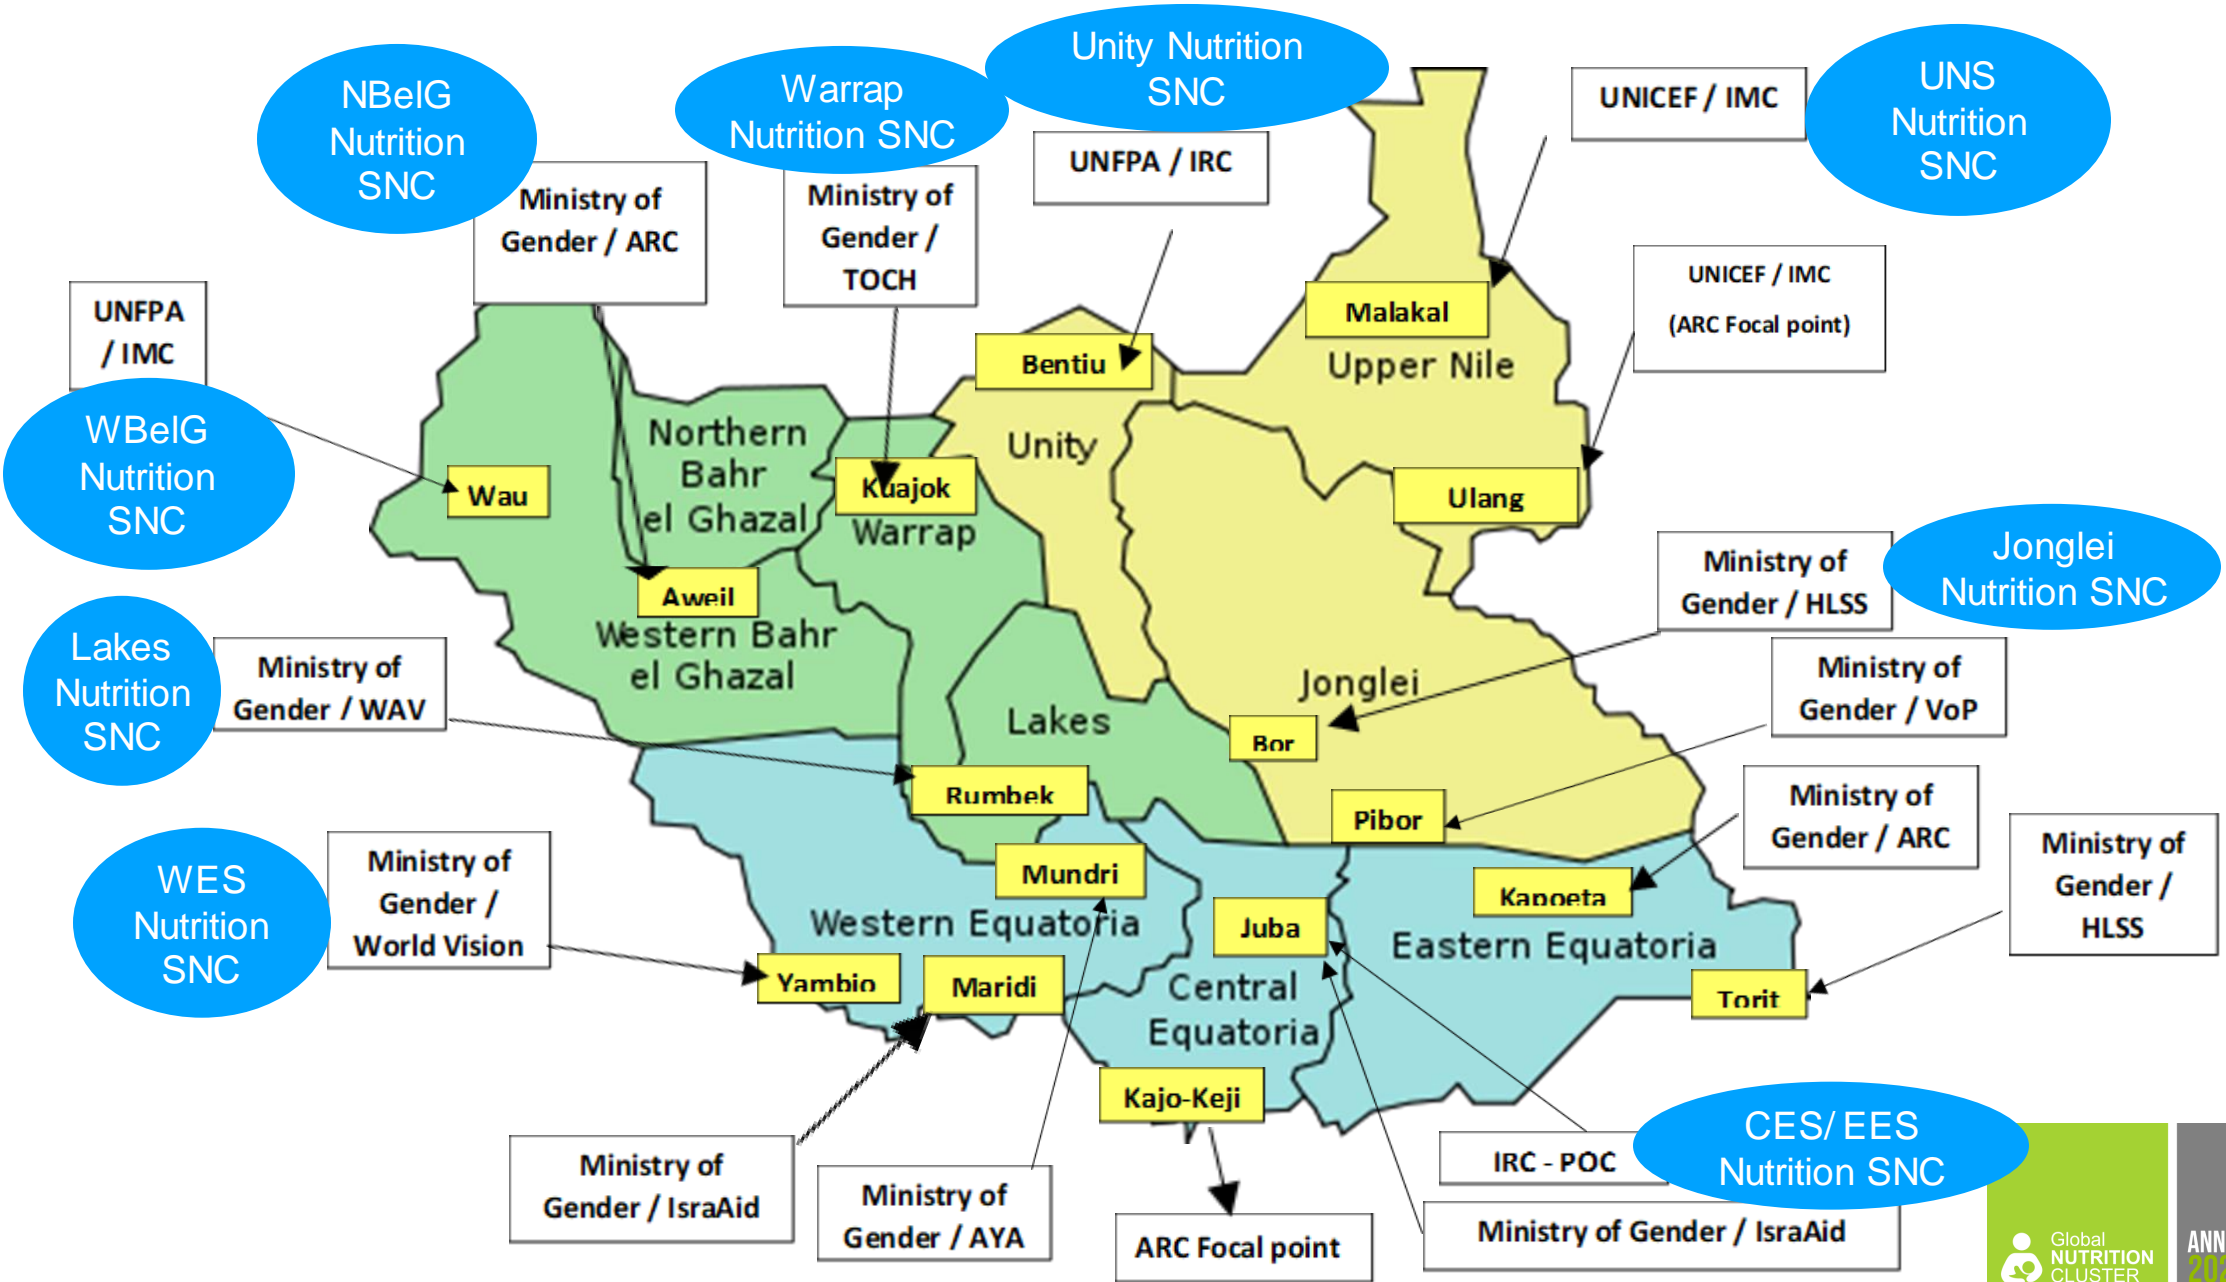 NBelG
Nutrition
SNC
Warrap
Nutrition SNC
Unity Nutrition
SNC
UNS
Nutrition
SNC
UNICEF / IMC
UNFPA / IRC
Ministry of
Gender / ARC
Ministry of
Gender /
TOCH
UNICEF / IMC
(ARC Focal point)
UNFPA
/ IMC
WBelG
Nutrition
SNC
Malakal
Upper Nile
Bentiu
Unity
Northern
Bahr
el Ghazal
Kuajok
Warrap
Wau
Ulang
Aweil
Western Bahr
el Ghazal
Ministry of
Gender / HLSS
Jonglei
Nutrition SNC
Lakes
Nutrition
SNC
Ministry of
Gender / WAV
Ministry of
Gender / VoP
Jonglei
Lakes
Bor
Rumbek
Pibor
Ministry of
Gender / ARC
Ministry of
Gender /
HLSS
WES
Nutrition
SNC
Ministry of
Gender /
World Vision
Mundri
Kapoeta
Western Equatoria
Juba
Eastern Equatoria
Yambio
Maridi
Central
Equatoria
Torit
Kajo-Keji
Ministry of
Gender / IsraAid
Ministry of
Gender / AYA
ARC Focal point
IRC - POC
CES/EES
Nutrition SNC
Ministry of Gender / IsraAid
Global
NUTRITION
CLUSTER